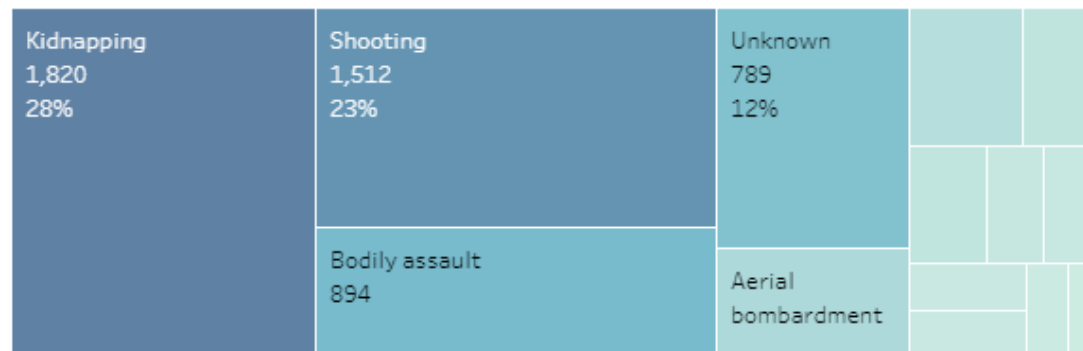 Kidnapping
1,820
28%
Shooting
1,512
23%
Bodily assault
894
Unknown
789
12%
Aerial
bombardment